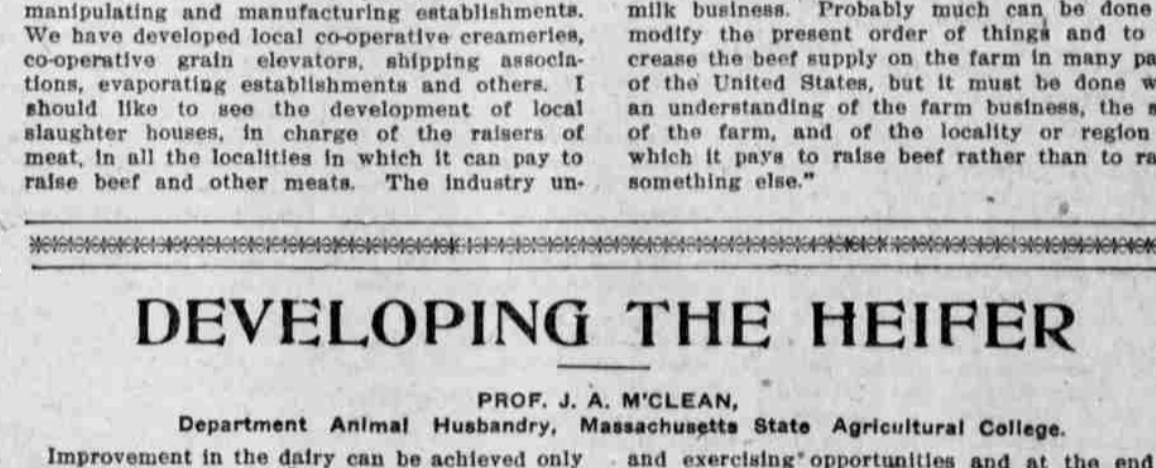 manipulating and manufacturing establishments.
We have developed local co-operative creameries,
co-operative grain elevators, shipping associa-
tions, evaporating establishments and others. I
should like to see the development of local
slaughter houses, in charge of the raisers of
meat, in all the localities in which it can pay to
raise beef and other meats. The industry un-
milk business. Probably much can be done
modify the present order of things and to
crease the beef supply on the farm in many pa
of the United States, but it must be done w
an understanding of the farm business, the s
of the farm, and of the locality or region
which it pays to raise beef rather than to ra
something else."
DEVELOPING THE HEIFER
PROF. J. A. M'CLEAN,
Department Animal Husbandry, Massachusetts State Agricultural College.
Improvement in the dairy can be achieved only
and exercising opportunities and at the end